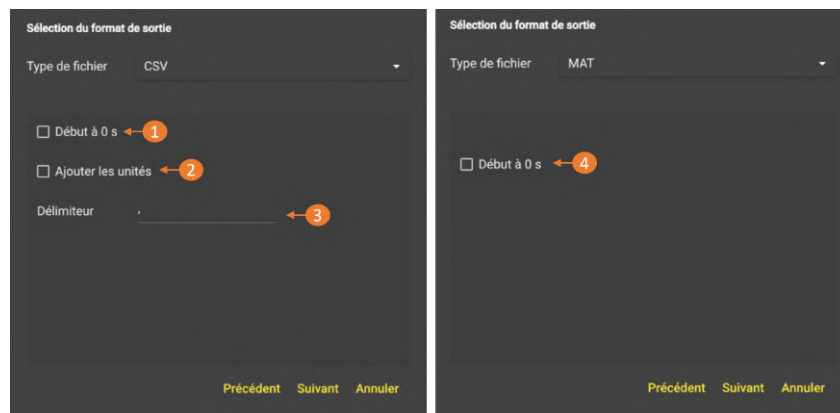 Sélection du format de sortie
Type de fichier CSV
Début à 0 s 1
Ajouter les unités 2
Délimiteur , 3
Précédent Suivant Annuler
Sélection du format de sortie
Type de fichier MAT
Début à 0 s 4
Précédent Suivant Annuler